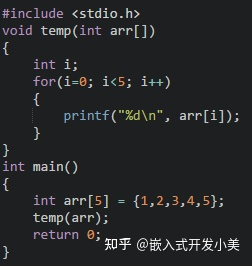 #include <stdio.h>
void temp(int arr[])
{
    int i;
    for(i=0; i<5; i++)
    {
        printf("%d\n", arr[i]);
    }
}
int main()
{
    int arr[5] = {1,2,3,4,5};
    temp(arr);
    return 0;
}
知乎 @嵌入式开发小美